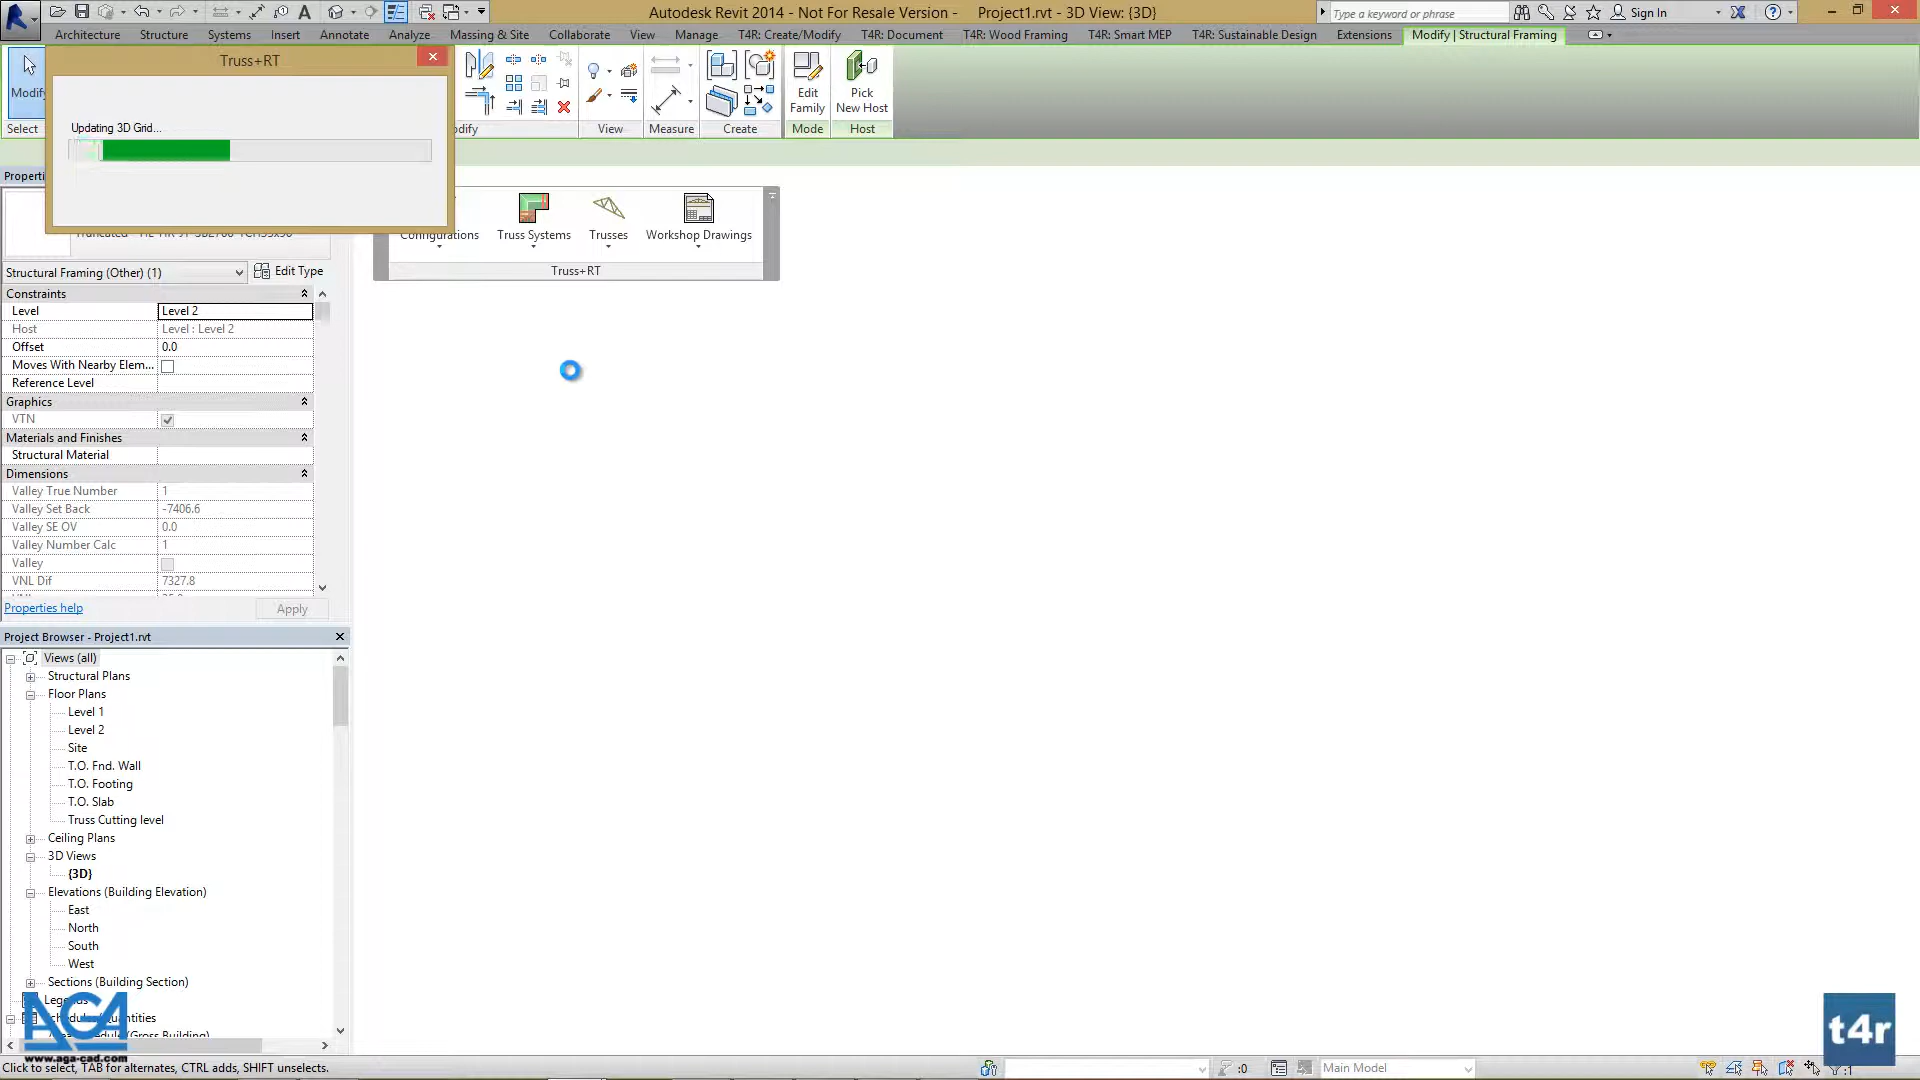 Autodesk Revit 2014 - Not For Resale Version - Project1.rvt - 3D View: {3D}
Type a keyword or phrase
Sign In
Architecture Structure Systems Insert Annotate Analyze Massing & Site Collaborate View Manage T4R: Create/Modify T4R: Document T4R: Wood Framing T4R: Smart MEP T4R: Sustainable Design Extensions Modify | Structural Framing
Truss+RT
Updating 3D Grid...
Modify
Select
Edit Family
Pick New Host
View Measure Create Mode Host
Configurations Truss Systems Trusses Workshop Drawings
Truss+RT
Structural Framing (Other) (1)
Edit Type
Constraints
Level Level 2
Host Level : Level 2
Offset 0.0
Moves With Nearby Elem...
Reference Level
Graphics
VTN
Materials and Finishes
Structural Material
Dimensions
Valley True Number 1
Valley Set Back -7406.6
Valley SE OV 0.0
Valley Number Calc 1
Valley
VNL Dif 7327.8
Properties help
Apply
Project Browser - Project1.rvt
Views (all)
Structural Plans
Floor Plans
Level 1
Level 2
Site
T.O. Fnd. Wall
T.O. Footing
T.O. Slab
Truss Cutting level
Ceiling Plans
3D Views
{3D}
Elevations (Building Elevation)
East
North
South
West
Sections (Building Section)
AGA
www.aga-cad.com
Click to select, TAB for alternates, CTRL adds, SHIFT unselects.
:0
Main Model
:1
t4r